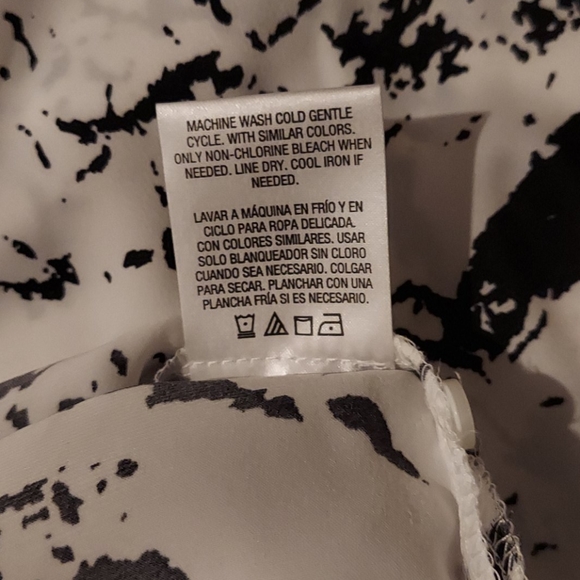 MACHINE WASH COLD GENTLE
CYCLE. WITH SIMILAR COLORS.
ONLY NON-CHLORINE BLEACH WHEN
NEEDED. LINE DRY. COOL IRON IF
NEEDED.
LAVAR A MÁQUINA EN FRÍO Y EN
CICLO PARA ROPA DELICADA.
CON COLORES SIMILARES. USAR
SOLO BLANQUEADOR SIN CLORO
CUANDO SEA NECESARIO. COLGAR
PARA SECAR. PLANCHAR CON UNA
PLANCHA FRÍA SI ES NECESARIO.